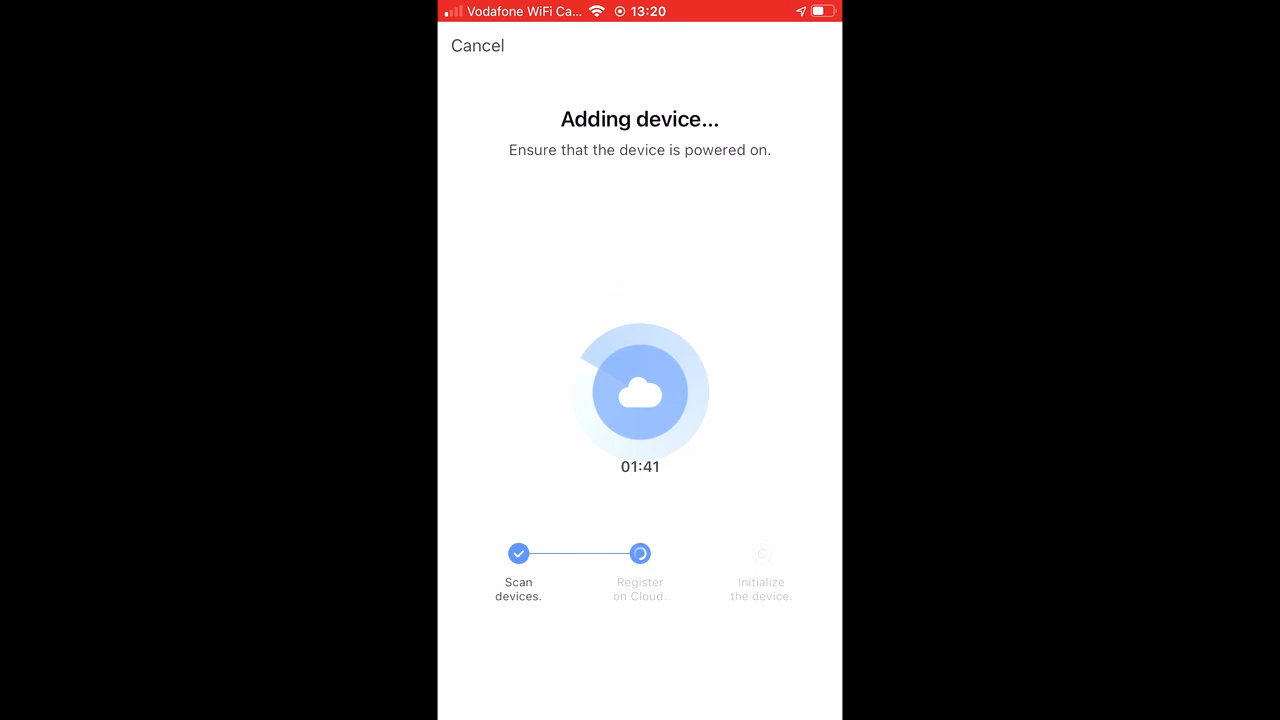 Vodafone WiFi Ca... 13:20
Cancel
Adding device...
Ensure that the device is powered on.
01:41
Scan
devices.
Register
on Cloud.
Initialize
the device.